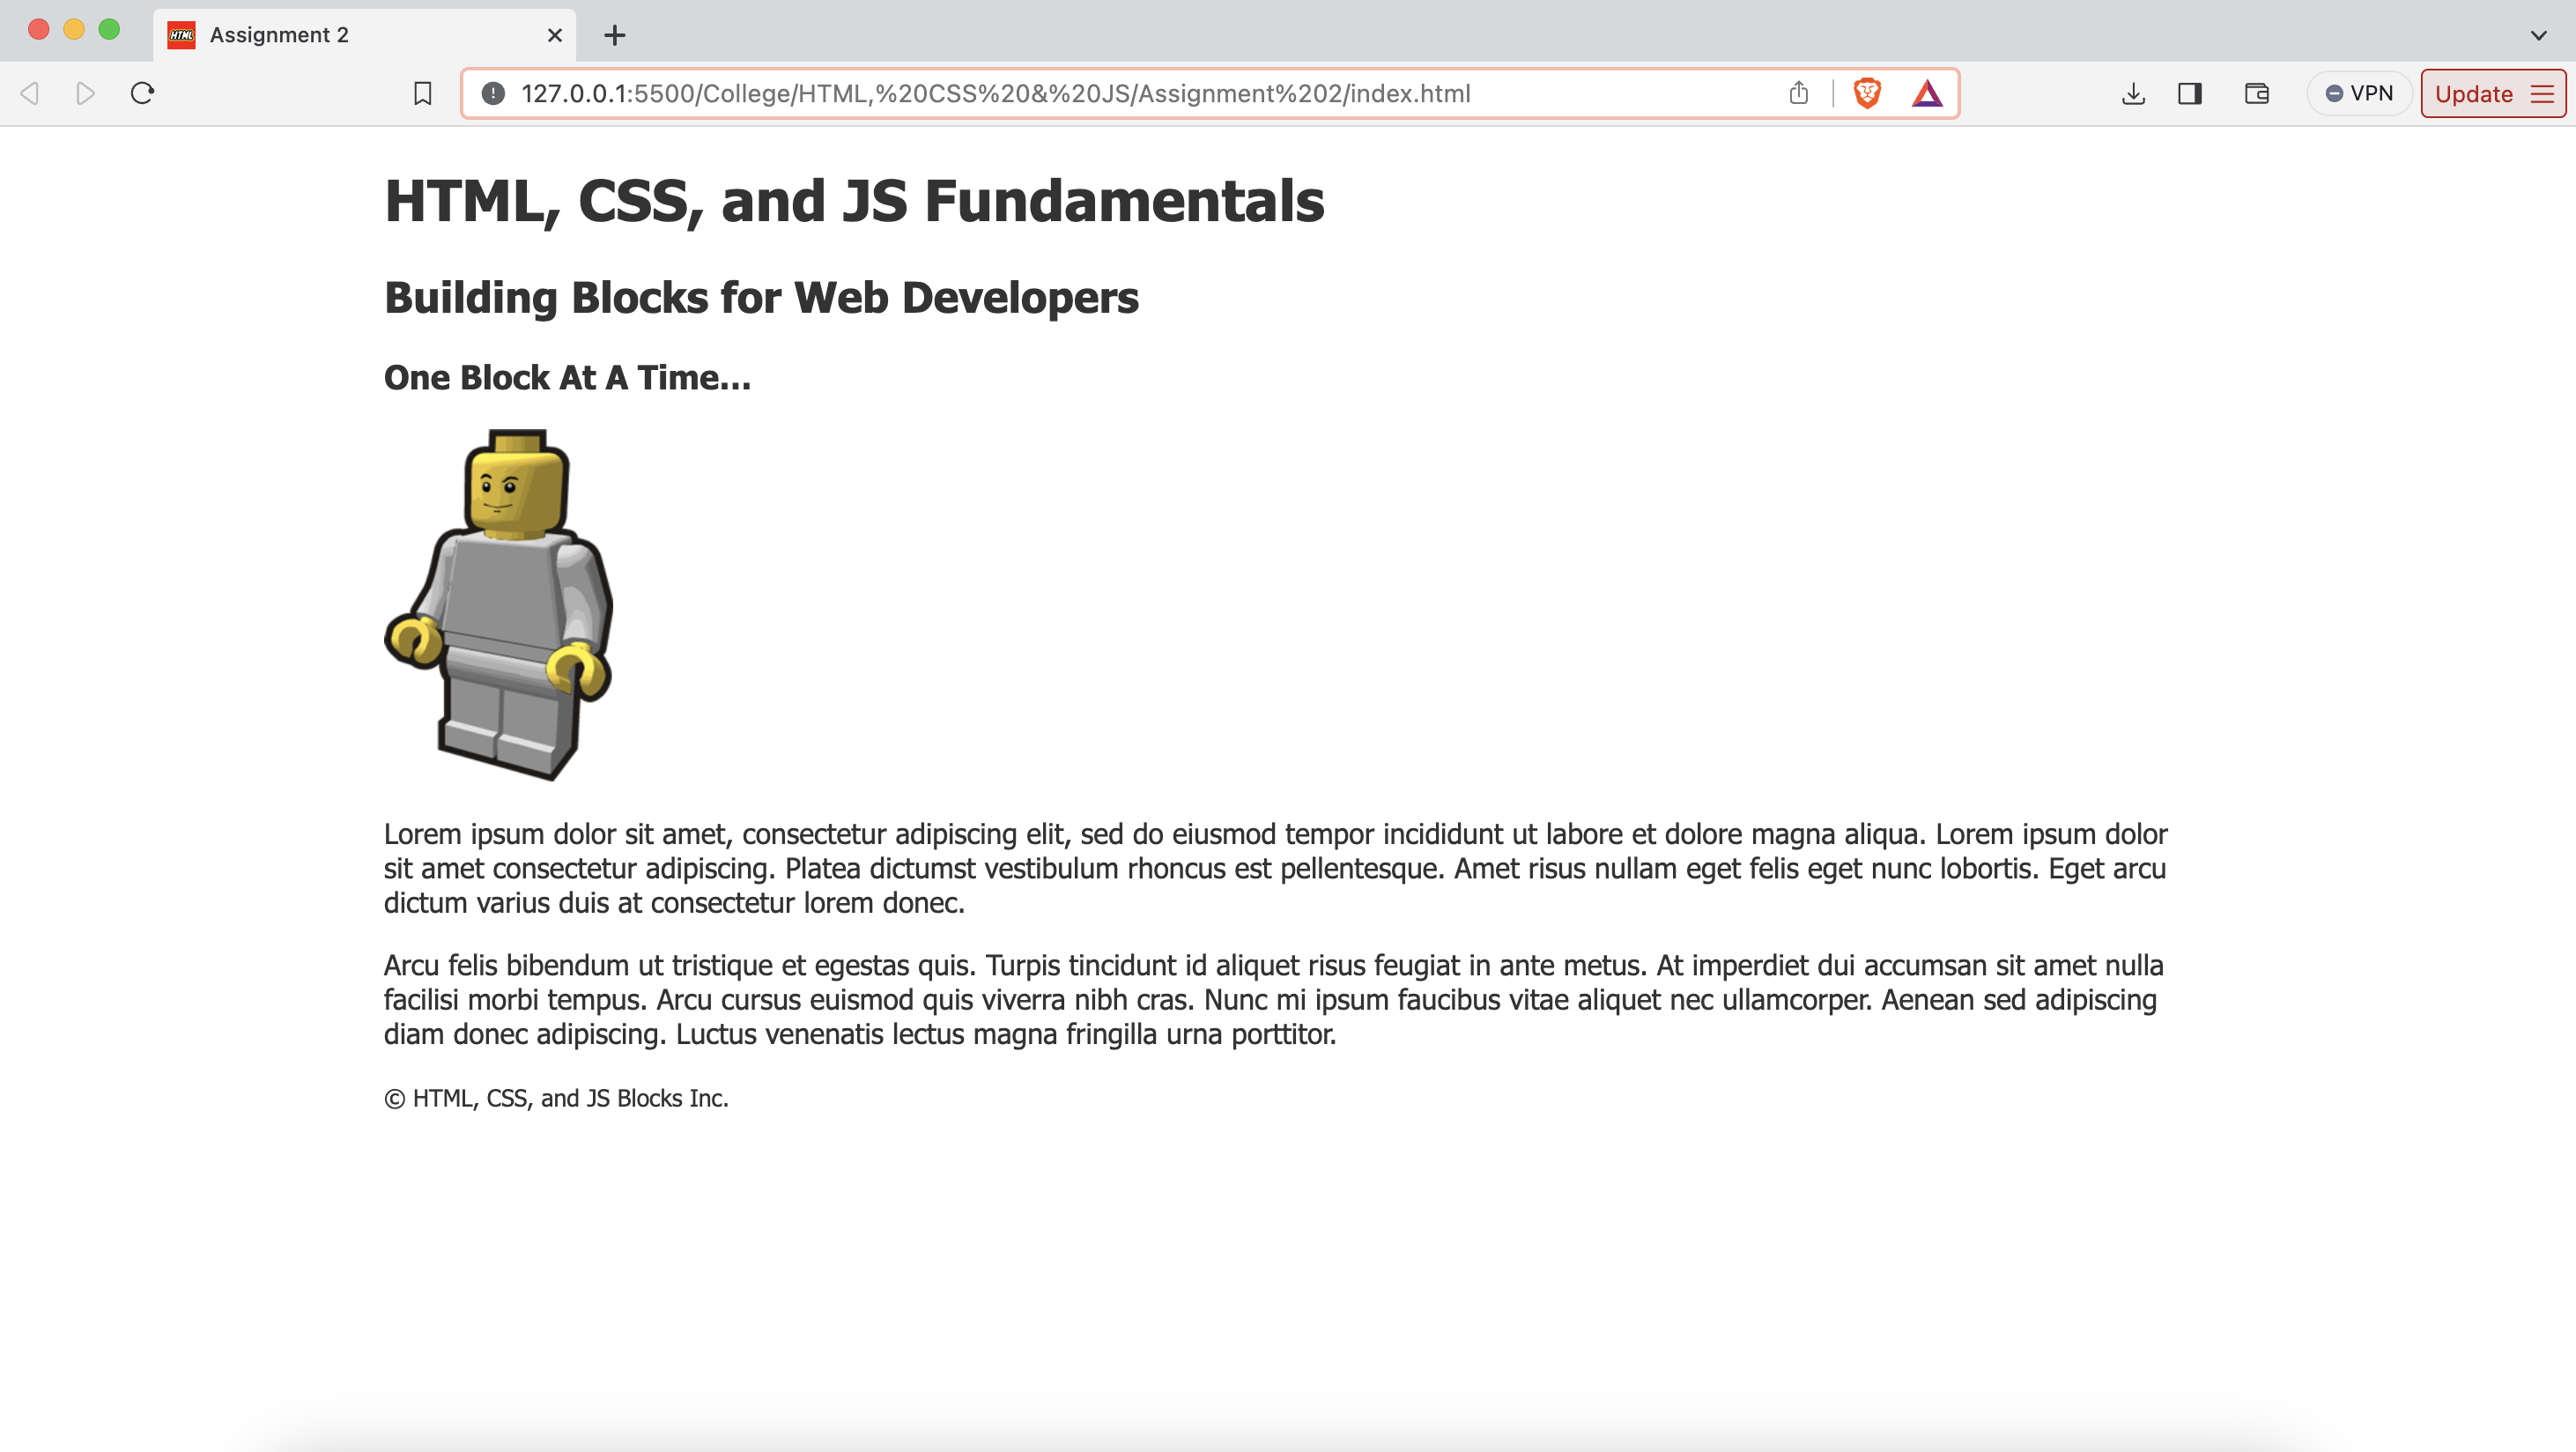 HTML
Assignment 2
127.0.0.1:5500/College/HTML,%20CSS%20&%20JS/Assignment%202/index.html
VPN
Update
HTML, CSS, and JS Fundamentals
Building Blocks for Web Developers
One Block At A Time...
Lorem ipsum dolor sit amet, consectetur adipiscing elit, sed do eiusmod tempor incididunt ut labore et dolore magna aliqua. Lorem ipsum dolor
sit amet consectetur adipiscing. Platea dictumst vestibulum rhoncus est pellentesque. Amet risus nullam eget felis eget nunc lobortis. Eget arcu
dictum varius duis at consectetur lorem donec.
Arcu felis bibendum ut tristique et egestas quis. Turpis tincidunt id aliquet risus feugiat in ante metus. At imperdiet dui accumsan sit amet nulla
facilisi morbi tempus. Arcu cursus euismod quis viverra nibh cras. Nunc mi ipsum faucibus vitae aliquet nec ullamcorper. Aenean sed adipiscing
diam donec adipiscing. Luctus venenatis lectus magna fringilla urna porttitor.
© HTML, CSS, and JS Blocks Inc.